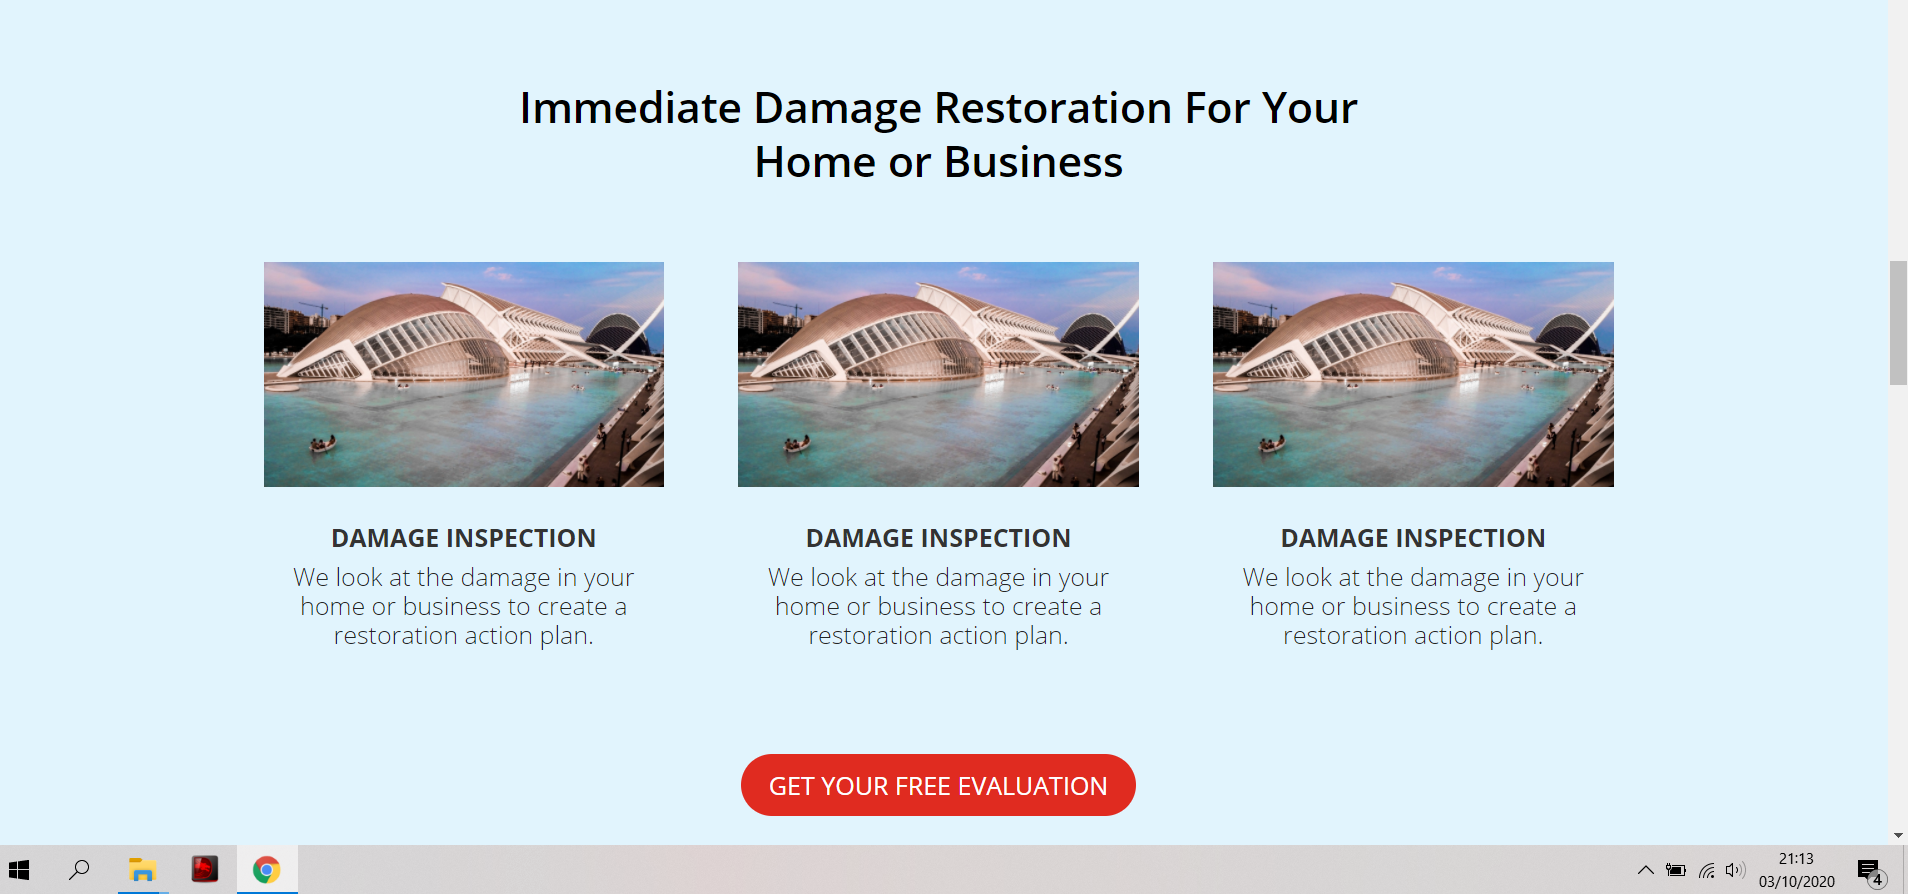 Immediate Damage Restoration For Your
Home or Business
DAMAGE INSPECTION
We look at the damage in your
home or business to create a
restoration action plan.
DAMAGE INSPECTION
We look at the damage in your
home or business to create a
restoration action plan.
DAMAGE INSPECTION
We look at the damage in your
home or business to create a
restoration action plan.
GET YOUR FREE EVALUATION
21:13
03/10/2020
4